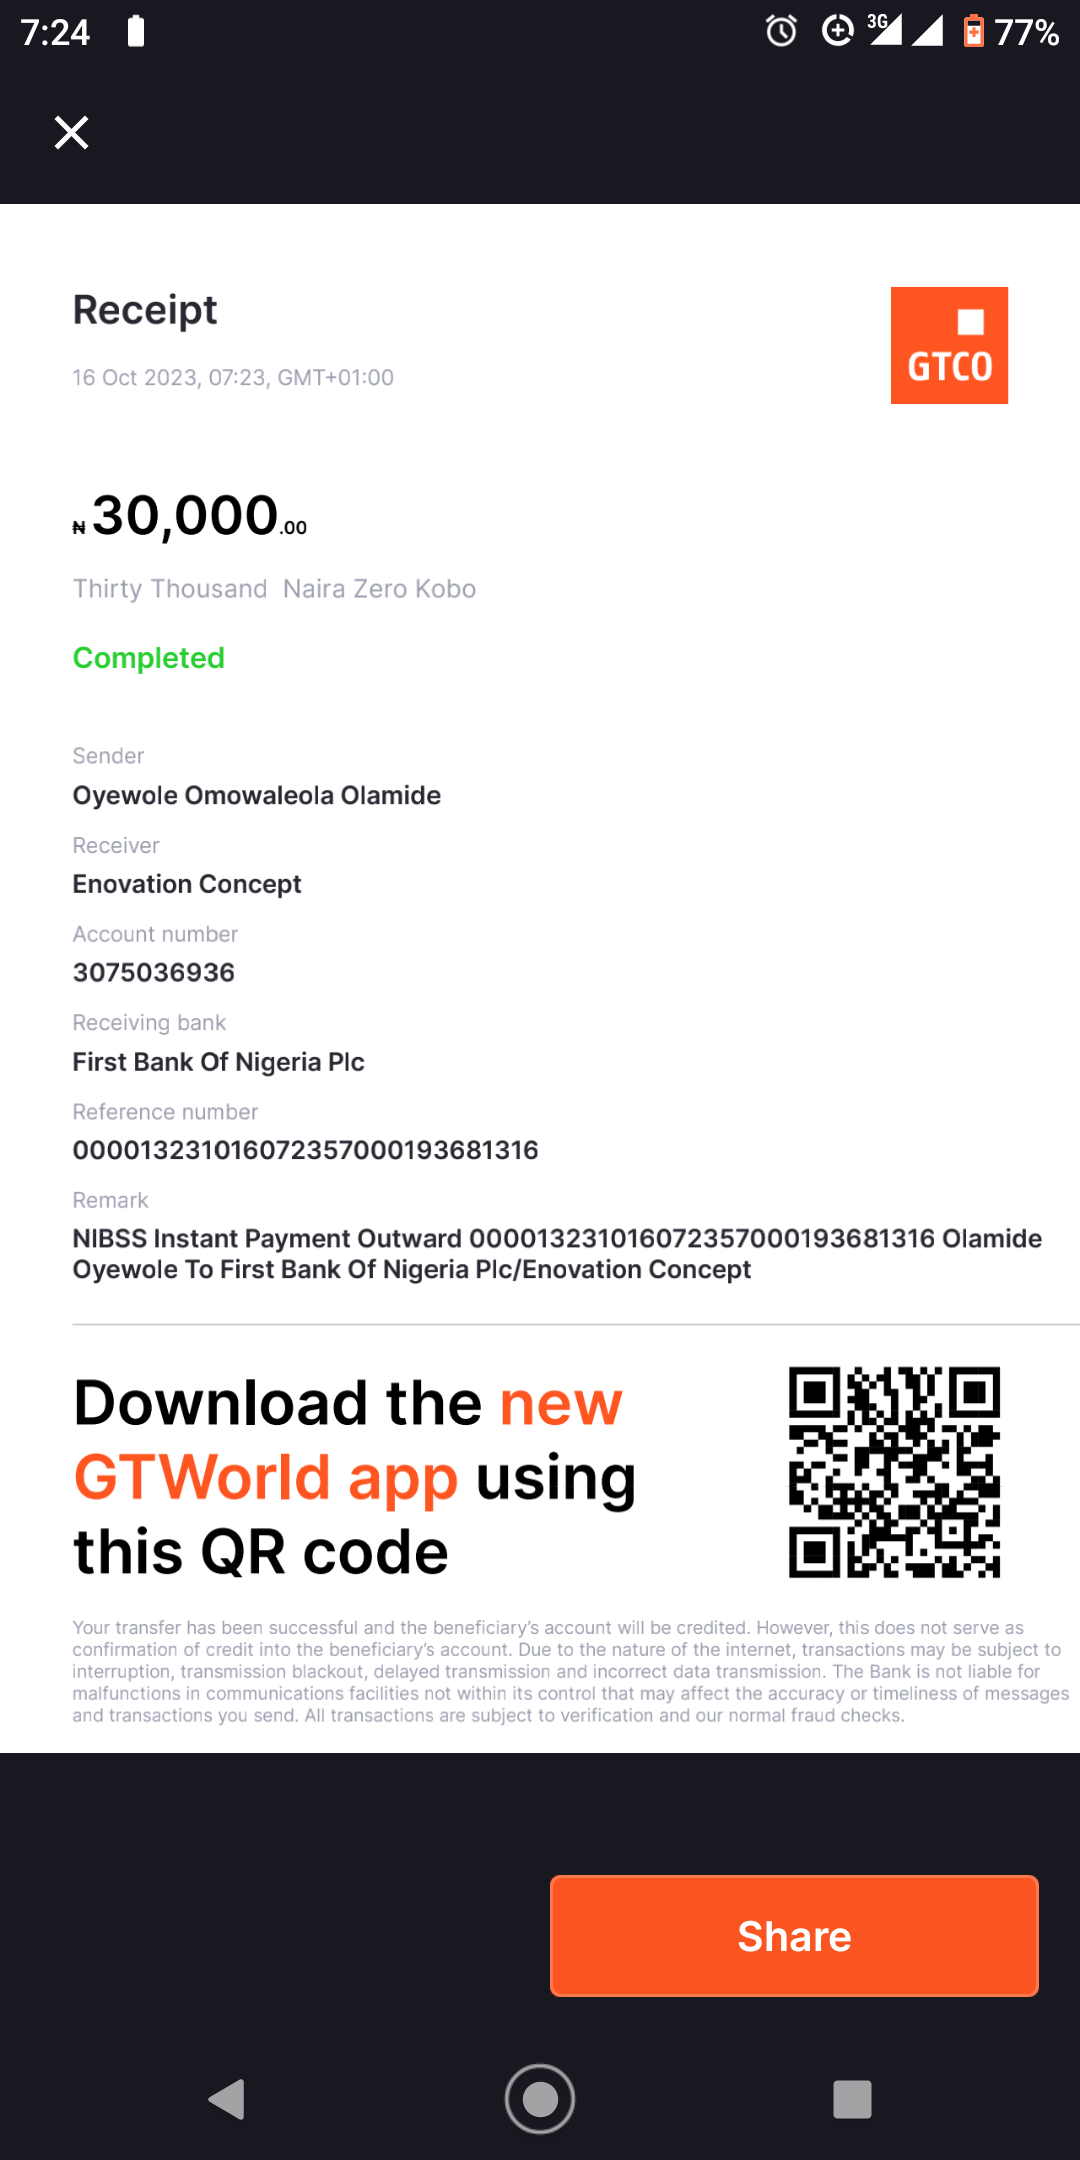 7:24
3G
77%
Receipt
GTCO
16 Oct 2023, 07:23, GMT+01:00
₦30,000.00
Thirty Thousand  Naira Zero Kobo
Completed
Sender
Oyewole Omowaleola Olamide
Receiver
Enovation Concept
Account number
3075036936
Receiving bank
First Bank Of Nigeria Plc
Reference number
000013231016072357000193681316
Remark
NIBSS Instant Payment Outward 000013231016072357000193681316 Olamide
Oyewole To First Bank Of Nigeria Plc/Enovation Concept
Download the new
GTWorld app using
this QR code
Your transfer has been successful and the beneficiary's account will be credited. However, this does not serve as
confirmation of credit into the beneficiary's account. Due to the nature of the internet, transactions may be subject to
interruption, transmission blackout, delayed transmission and incorrect data transmission. The Bank is not liable for
malfunctions in communications facilities not within its control that may affect the accuracy or timeliness of messages
and transactions you send. All transactions are subject to verification and our normal fraud checks.
Share